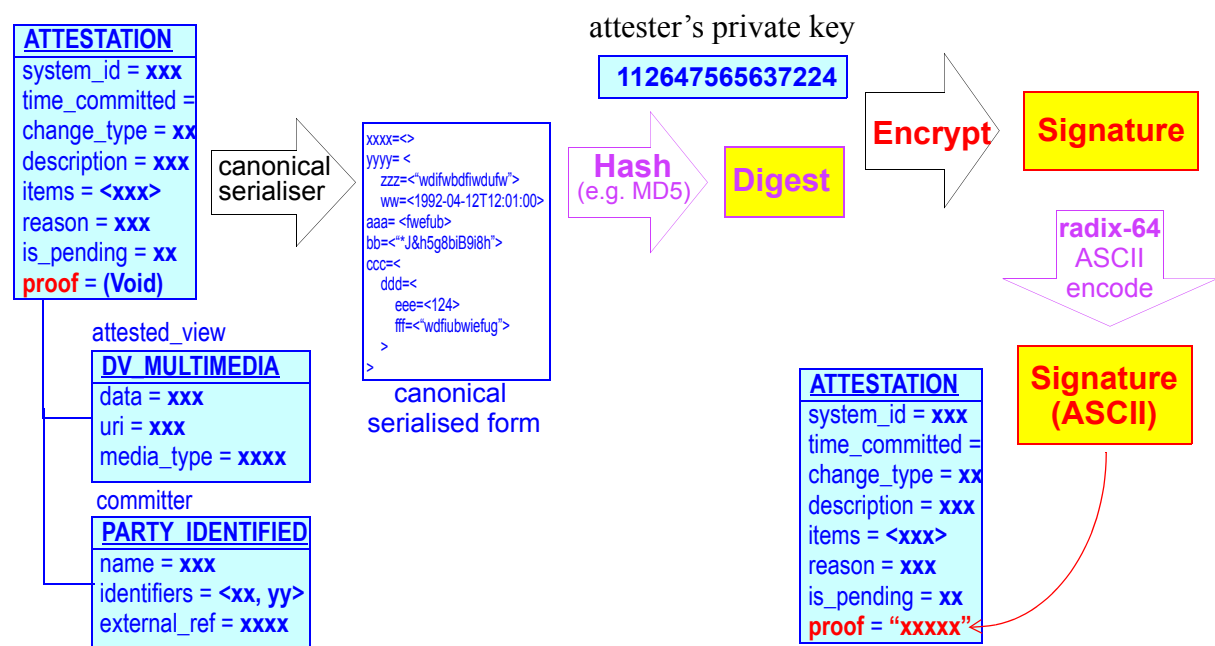 ATTESTATION
system_id = xxx
time_committed =
change_type = xx
description = xxx
items = <xxx>
reason = xxx
is_pending = xx
proof = (Void)
attested_view
DV_MULTIMEDIA
data = xxx
uri = xxx
media_type = xxxx
committer
PARTY_IDENTIFIED
name = xxx
identifiers = <xx, yy>
external_ref = xxxx
canonical
serialiser
xxxx=<>
yyyy= <
zzz=<“wdifwbdfiwdufw”>
ww=<1992-04-12T12:01:00>
aaa= <fwefub>
bb=<“*J&h5g8biB9i8h”>
ccc=<
ddd=<
eee=<124>
fff=<“wdfiubwiefug”>
>
>
canonical
serialised form
attester’s private key
112647565637224
Hash
(e.g. MD5)
Digest
Encrypt
Signature
radix-64
ASCII
encode
Signature
(ASCII)
ATTESTATION
system_id = xxx
time_committed =
change_type = xx
description = xxx
items = <xxx>
reason = xxx
is_pending = xx
proof = “xxxxx”